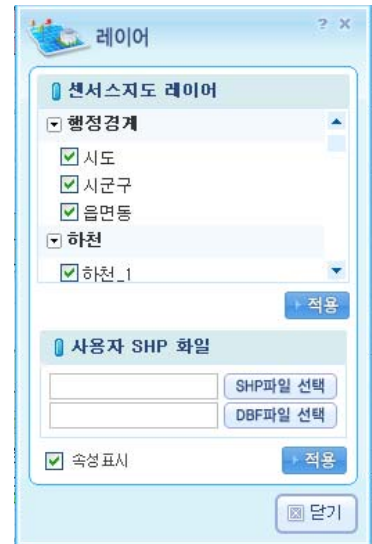 레이어
? X
센서스지도 레이어
행정경계
시도
시군구
읍면동
하천
하천_1
적용
사용자 SHP 화일
SHP파일 선택
DBF파일 선택
속성표시
적용
닫기